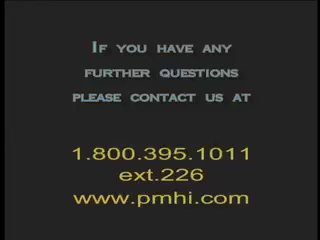 If you have any
further questions
please contact us at
1.800.395.1011
ext.226
www.pmhi.com